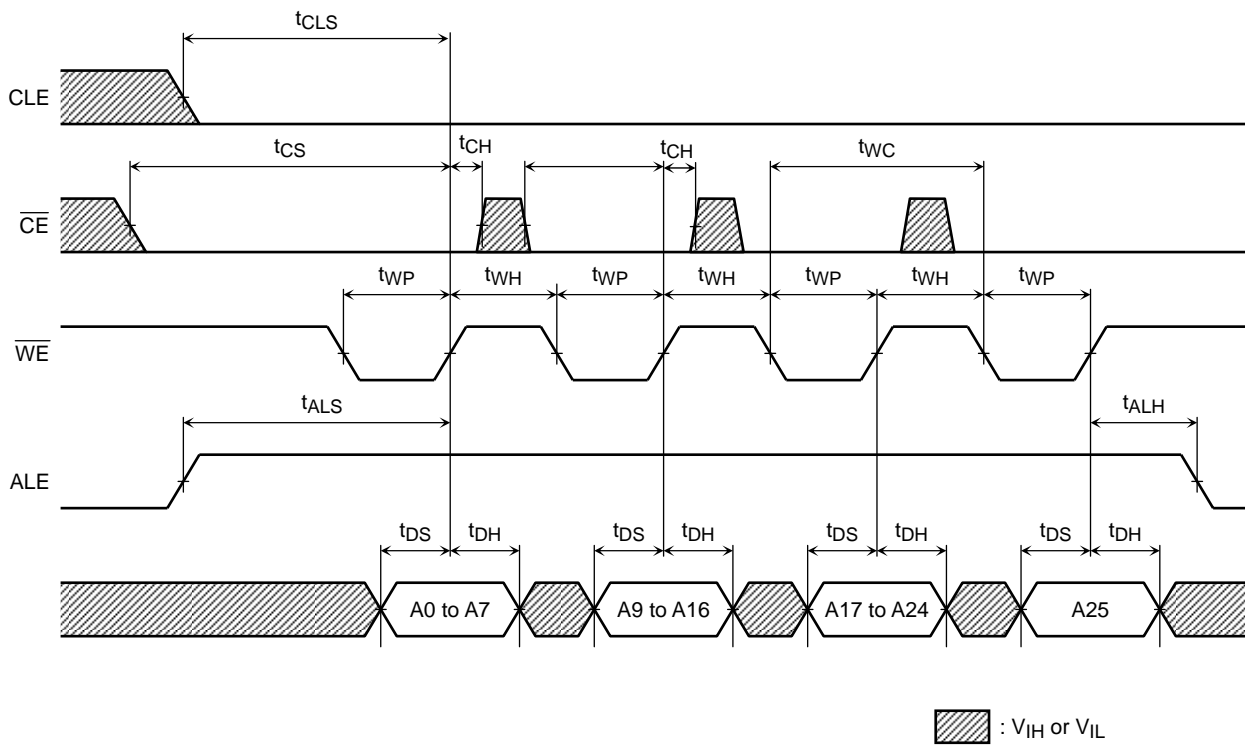 tCLS
CLE
tCS tCH tCH tWC
CE
tWP tWH tWP tWH tWP tWH tWP
WE
tALS tALH
ALE
tDS tDH tDS tDH tDS tDH tDS tDH
A0 to A7 A9 to A16 A17 to A24 A25
: VIH or VIL